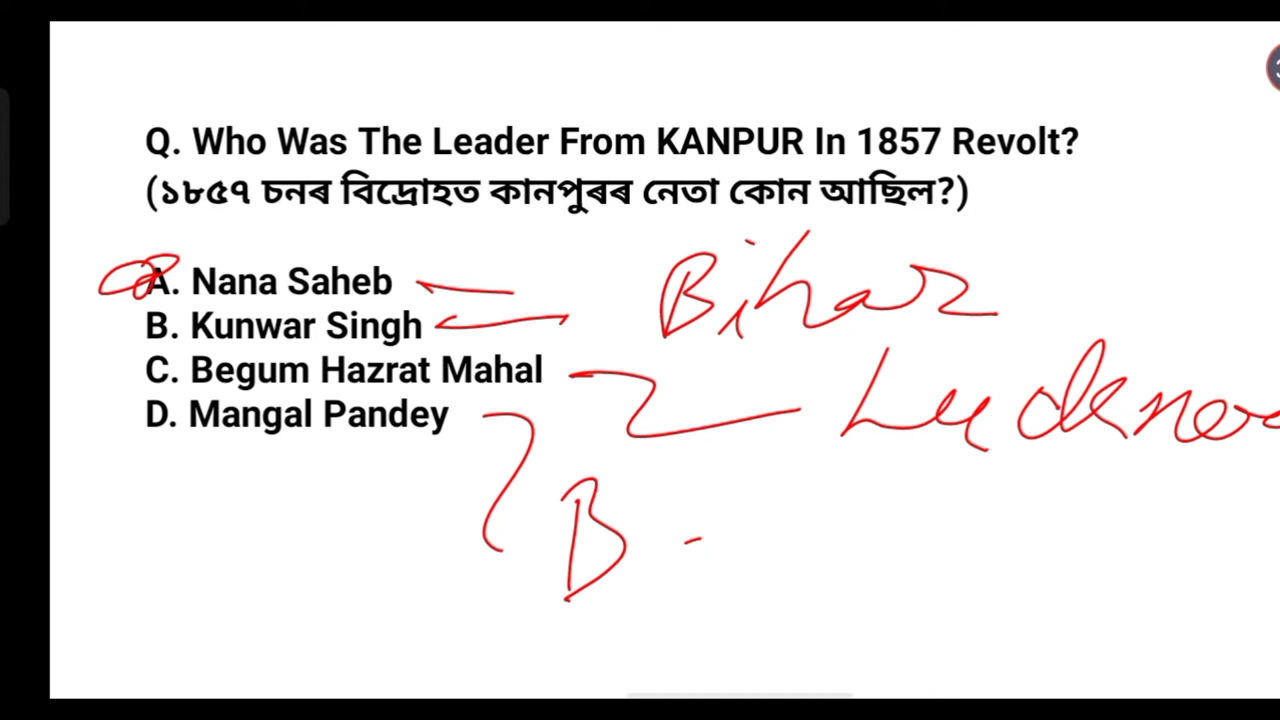 Q. Who Was The Leader From KANPUR In 1857 Revolt?
(১৮৫৭ চনৰ বিদ্ৰোহত কানপুৰৰ নেতা কোন আছিল?)
A. Nana Saheb
B. Kunwar Singh
Bihar
C. Begum Hazrat Mahal
D. Mangal Pandey
B -